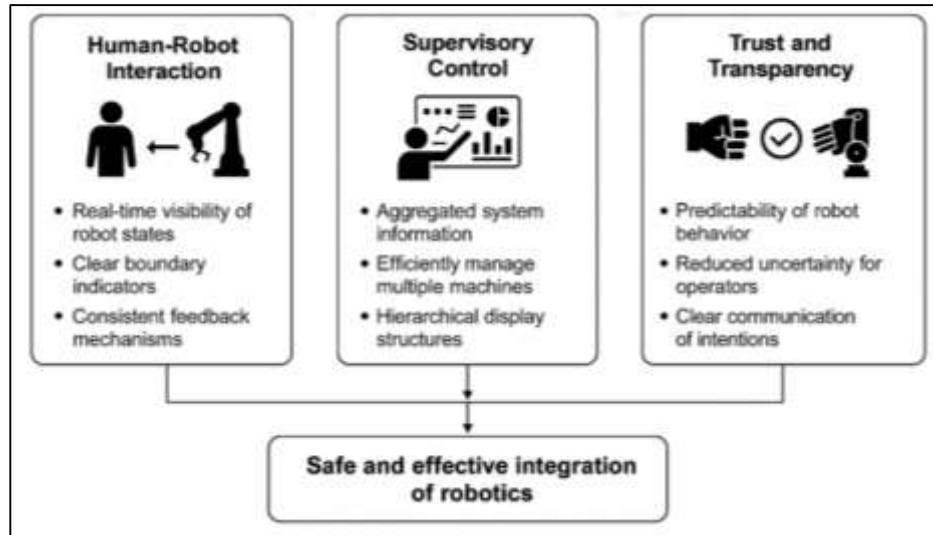 Human-Robot
Interaction
• Real-time visibility of
robot states
• Clear boundary
indicators
• Consistent feedback
mechanisms
Supervisory
Control
• Aggregated system
information
• Efficiently manage
multiple machines
• Hierarchical display
structures
Trust and
Transparency
• Predictability of robot
behavior
• Reduced uncertainty for
operators
• Clear communication
of intentions
Safe and effective integration
of robotics